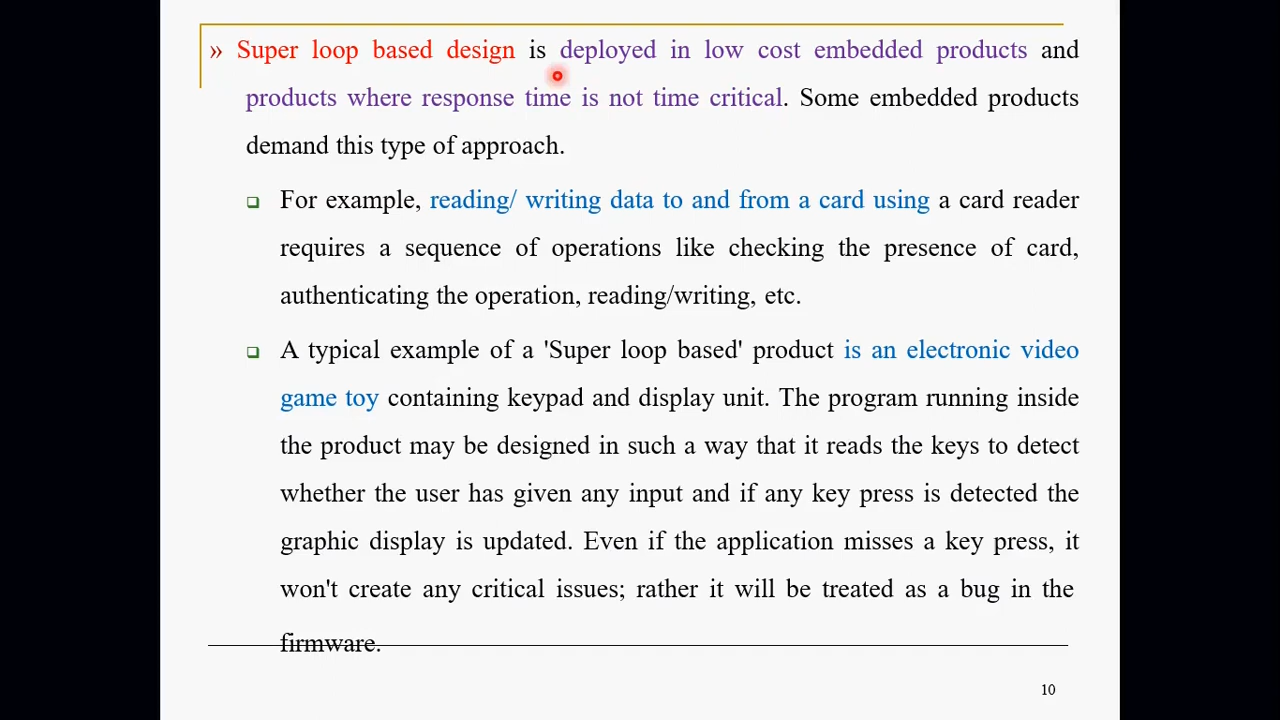 » Super loop based design is deployed in low cost embedded products and
products where response time is not time critical. Some embedded products
demand this type of approach.
❑ For example, reading/ writing data to and from a card using a card reader
requires a sequence of operations like checking the presence of card,
authenticating the operation, reading/writing, etc.
❑ A typical example of a 'Super loop based' product is an electronic video
game toy containing keypad and display unit. The program running inside
the product may be designed in such a way that it reads the keys to detect
whether the user has given any input and if any key press is detected the
graphic display is updated. Even if the application misses a key press, it
won't create any critical issues; rather it will be treated as a bug in the
firmware.
10